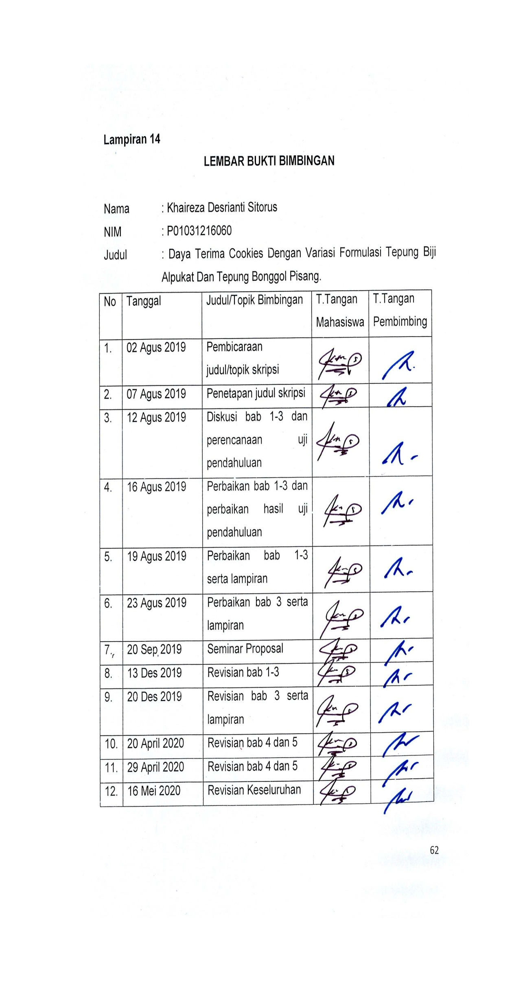 Lampiran 14
LEMBAR BUKTI BIMBINGAN
Nama : Khaireza Desrianti Sitorus
NIM : P01031216060
Judul : Daya Terima Cookies Dengan Variasi Formulasi Tepung Biji
Alpukat Dan Tepung Bonggol Pisang.
No Tanggal Judul/Topik Bimbingan T.Tangan T.Tangan
Mahasiswa Pembimbing
1. 02 Agus 2019 Pembicaraan
judul/topik skripsi
2. 07 Agus 2019 Penetapan judul skripsi
3. 12 Agus 2019 Diskusi bab 1-3 dan
perencanaan uji
pendahuluan
4. 16 Agus 2019 Perbaikan bab 1-3 dan
perbaikan hasil uji
pendahuluan
5. 19 Agus 2019 Perbaikan bab 1-3
serta lampiran
6. 23 Agus 2019 Perbaikan bab 3 serta
lampiran
7. 20 Sep 2019 Seminar Proposal
8. 13 Des 2019 Revisian bab 1-3
9. 20 Des 2019 Revisian bab 3 serta
lampiran
10. 20 April 2020 Revisian bab 4 dan 5
11. 29 April 2020 Revisian bab 4 dan 5
12. 16 Mei 2020 Revisian Keseluruhan
62